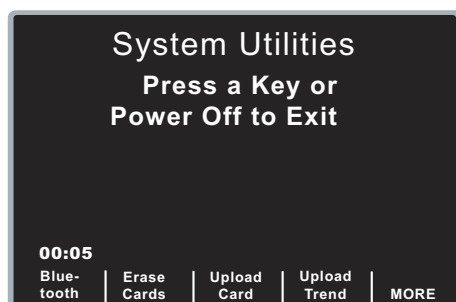 System Utilities
Press a Key or
Power Off to Exit
00:05
Blue-
tooth
Erase
Cards
Upload
Card
Upload
Trend
MORE